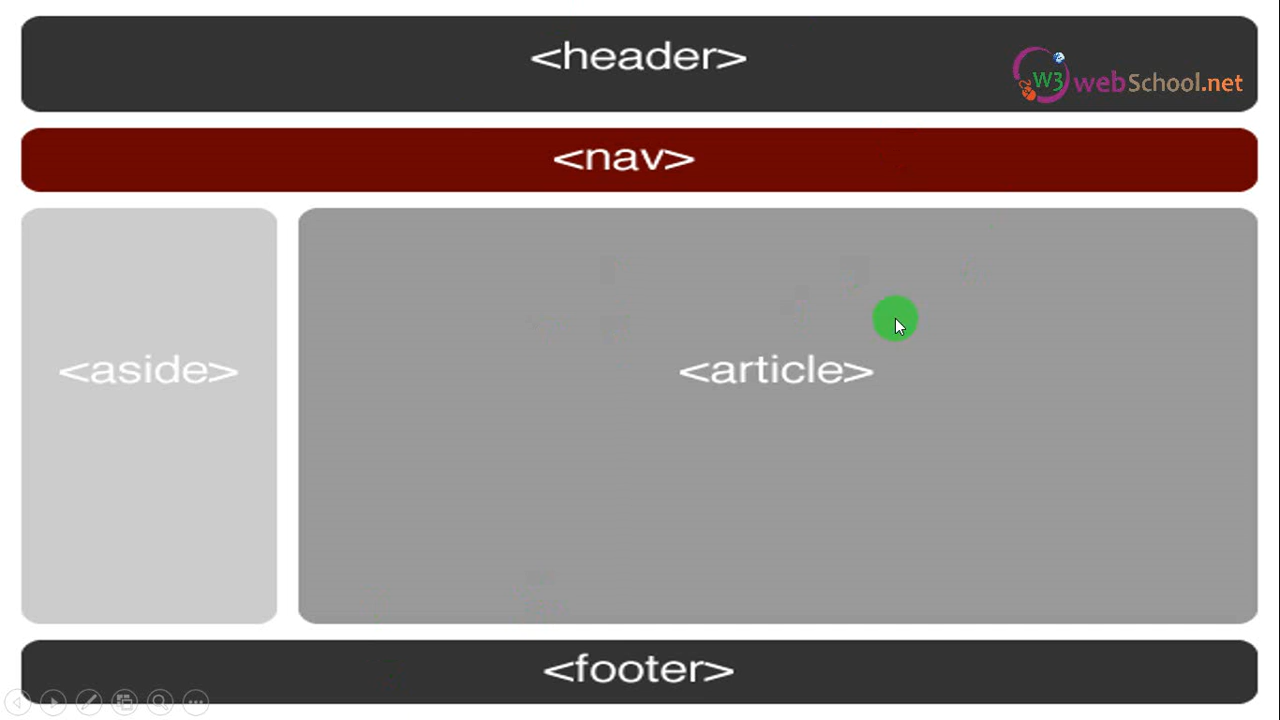 <header>
W3 webSchool.net
<nav>
<aside>
<article>
<footer>